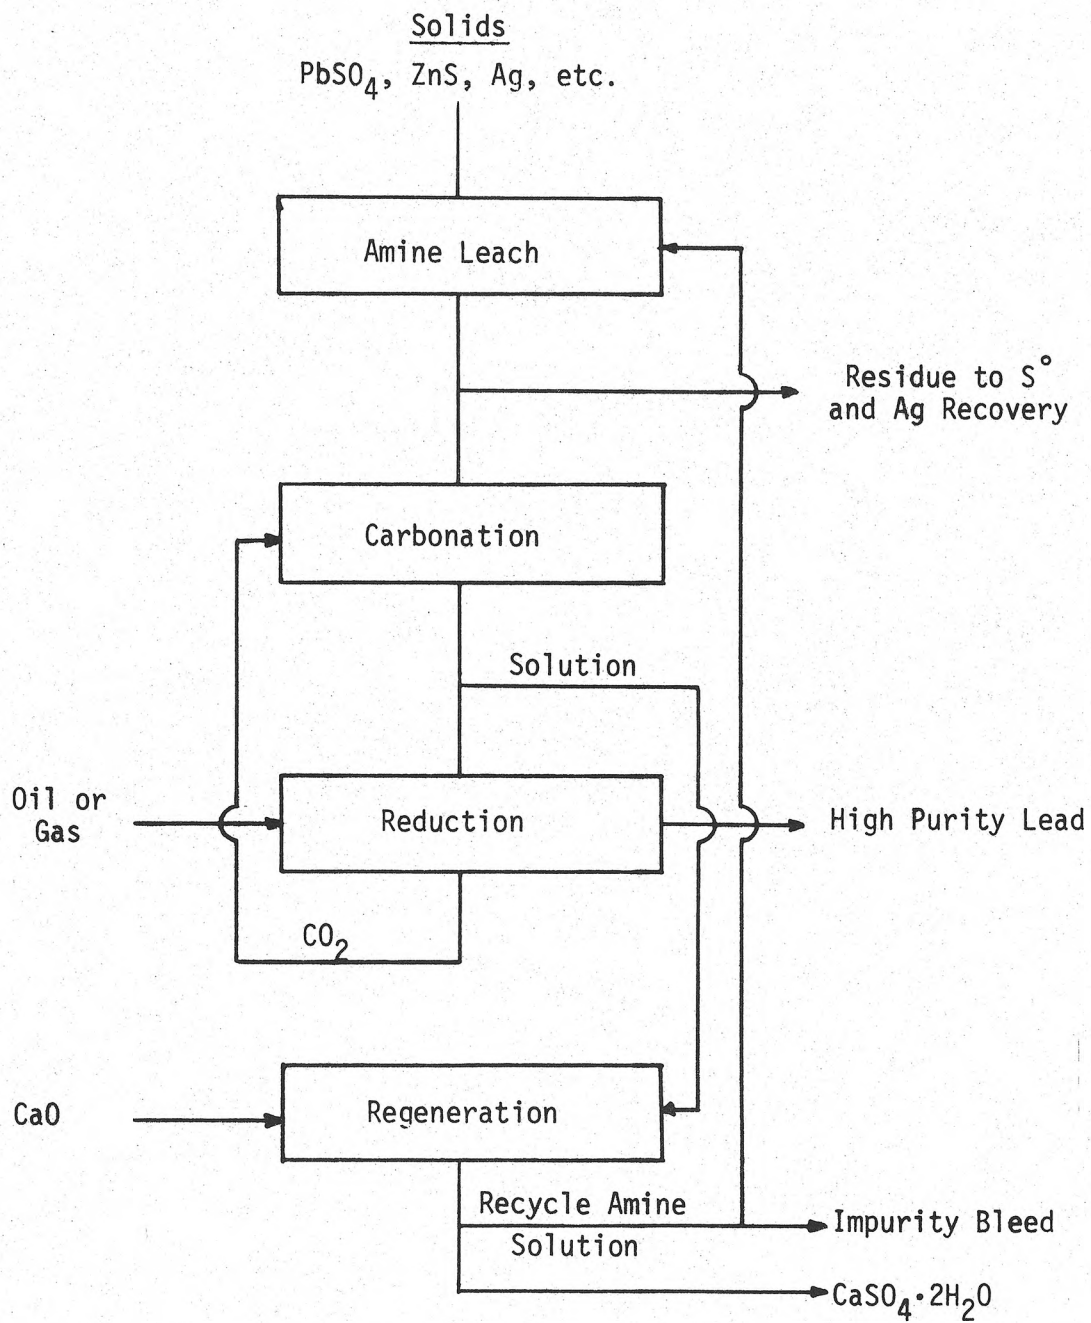 Solids
PbSO₄, ZnS, Ag, etc.
Amine Leach
Residue to S°
and Ag Recovery
Carbonation
Solution
Oil or
Gas
Reduction
High Purity Lead
CO₂
CaO
Regeneration
Recycle Amine
Solution
Impurity Bleed
CaSO₄·2H₂O